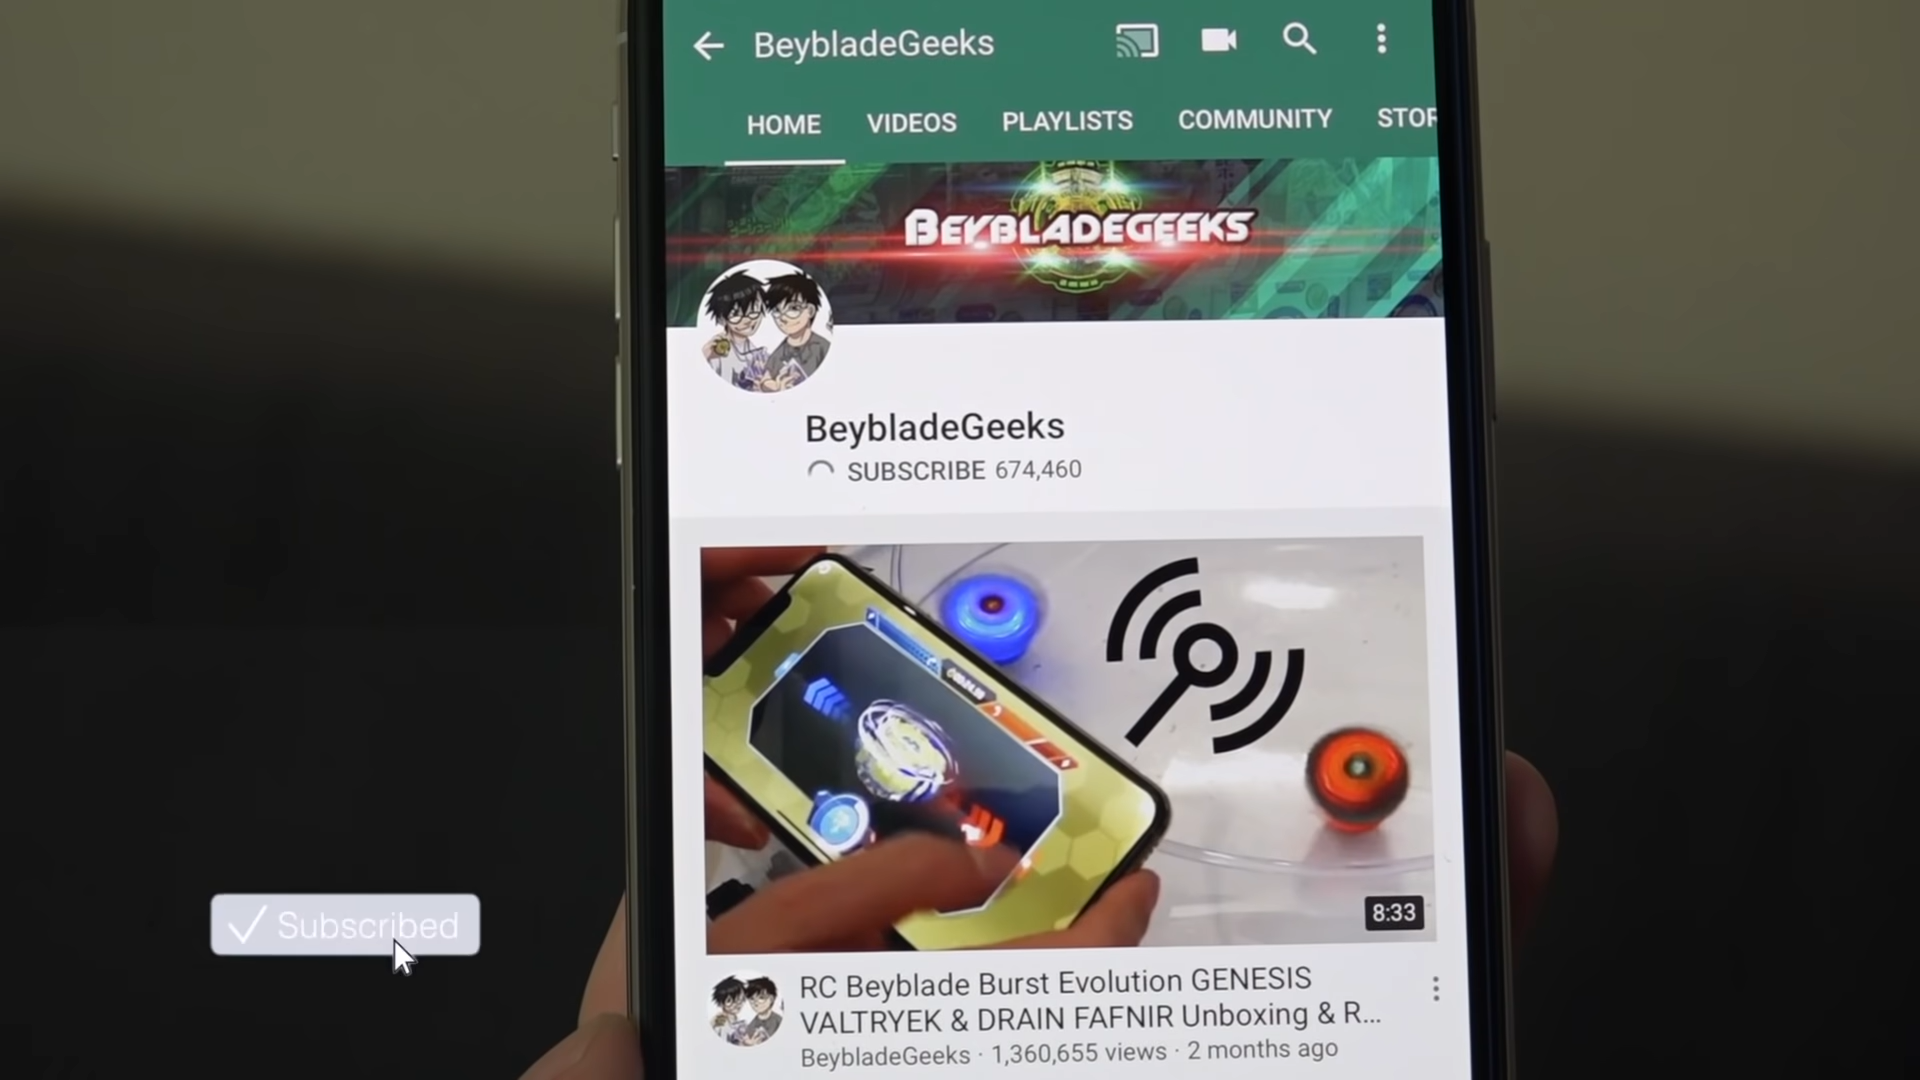 BeybladeGeeks
HOME VIDEOS PLAYLISTS COMMUNITY STOR
BEYBLADEGEEKS
BeybladeGeeks
SUBSCRIBE 674,460
8:33
Subscribed
RC Beyblade Burst Evolution GENESIS
VALTRYEK & DRAIN FAFNIR Unboxing & R...
BeybladeGeeks · 1,360,655 views · 2 months ago